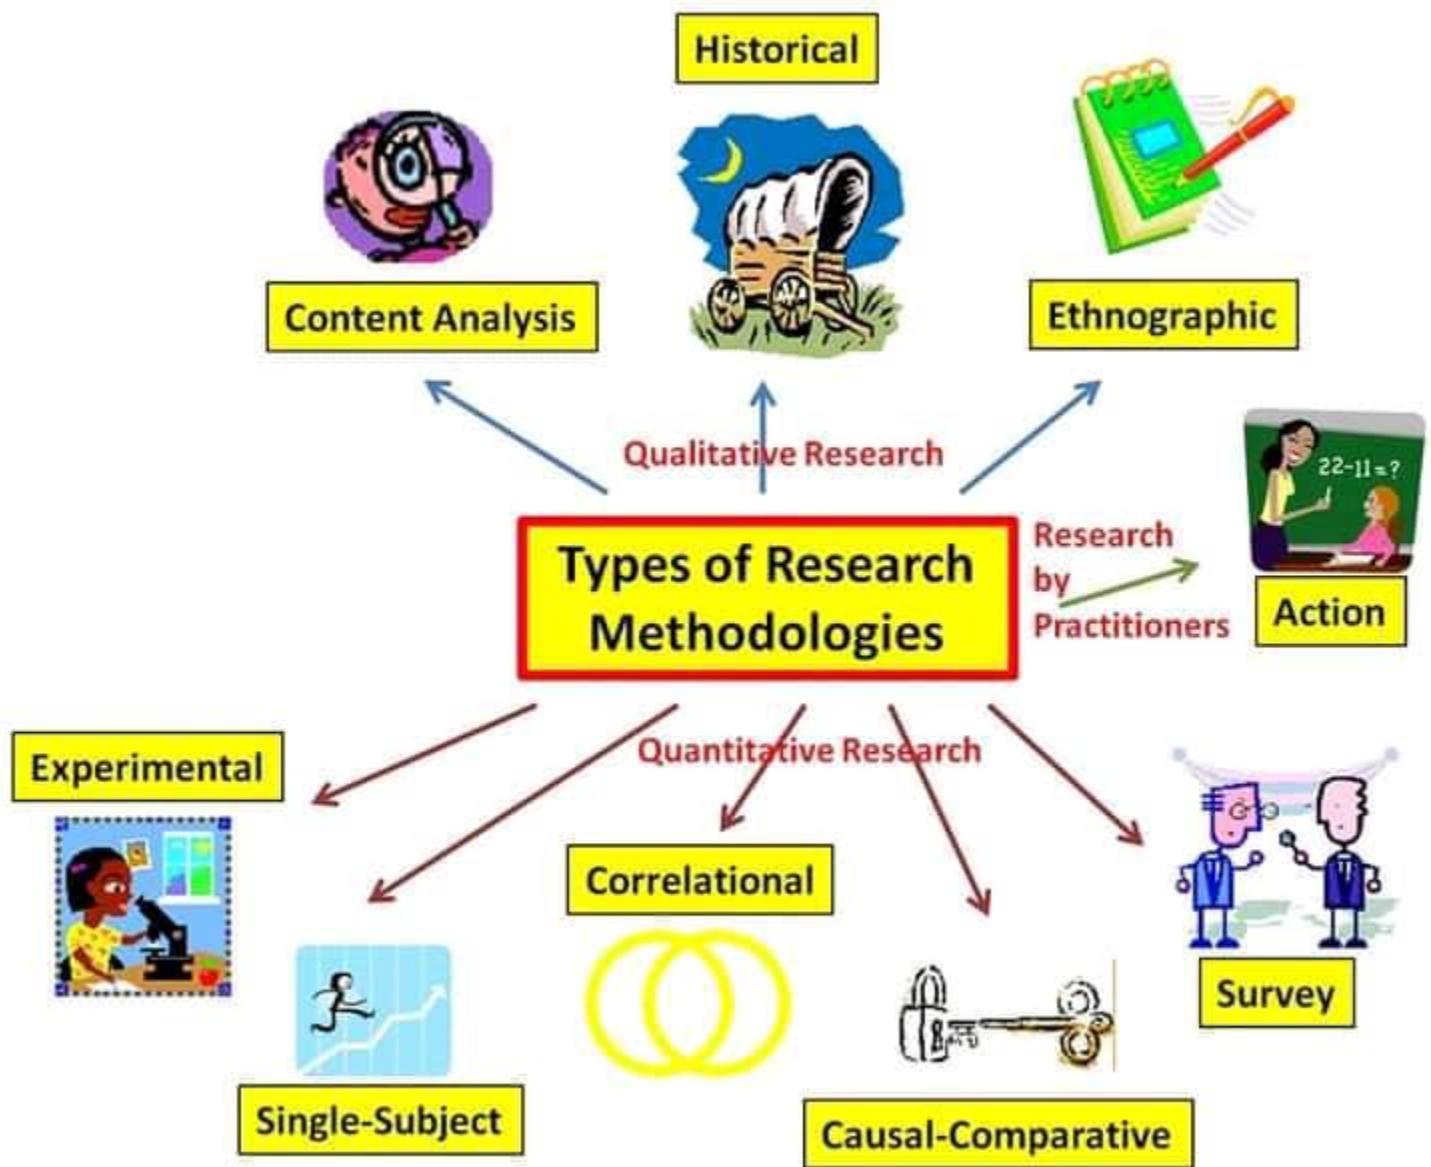 Historical
Content Analysis
Ethnographic
Qualitative Research
22-11=?
Types of Research
Methodologies
Research
by
Practitioners
Action
Quantitative Research
Experimental
Correlational
Survey
Single-Subject
Causal-Comparative